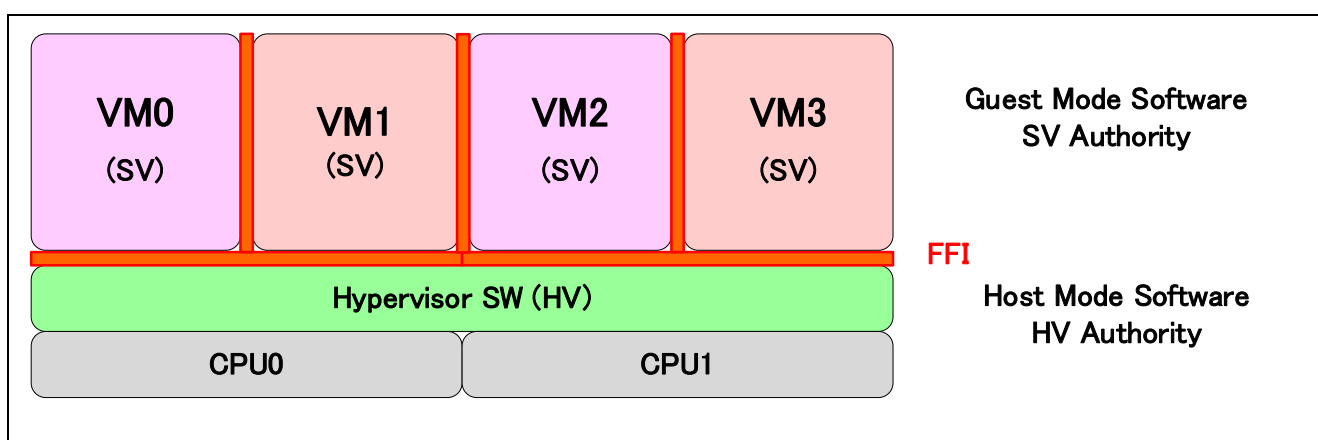 VM0
(SV)
VM1
(SV)
VM2
(SV)
VM3
(SV)
Guest Mode Software
SV Authority
FFI
Hypervisor SW (HV)
Host Mode Software
HV Authority
CPU0
CPU1